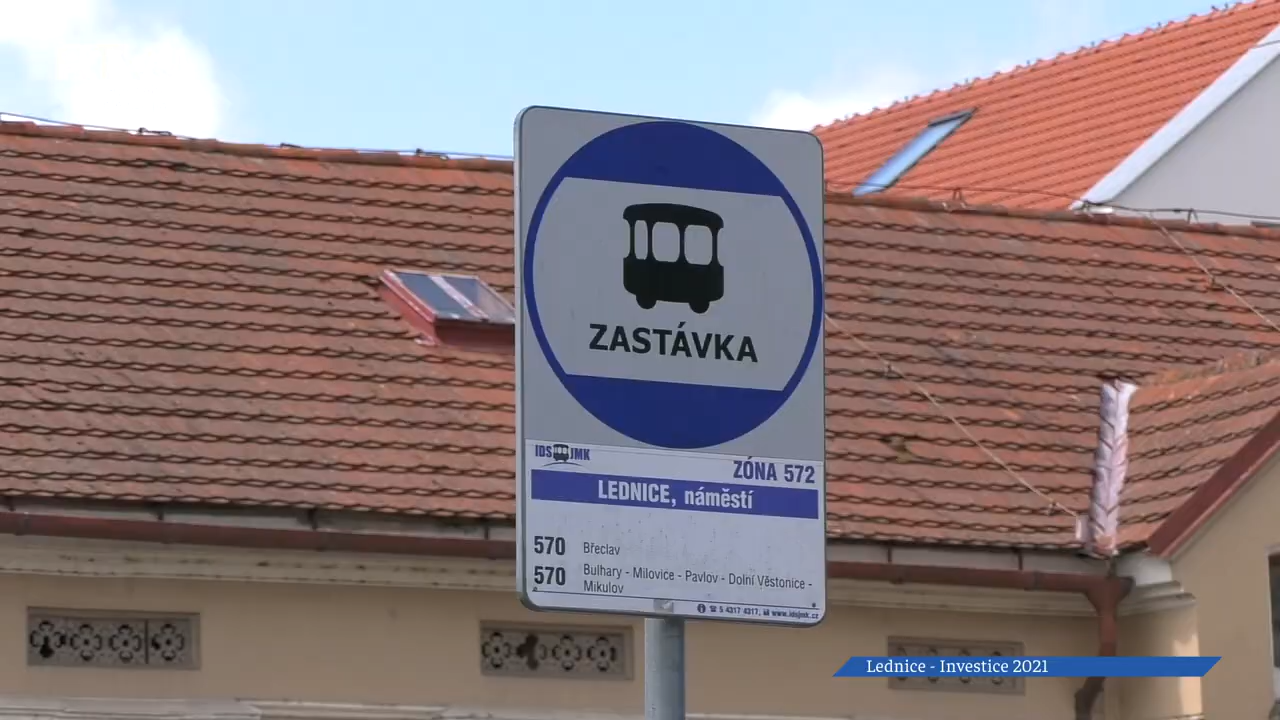 ZASTÁVKA
IDS JMK
ZÓNA 572
LEDNICE, náměstí
570 Břeclav
570 Bulhary - Milovice - Pavlov - Dolní Věstonice -
Mikulov
5 4317 4317, www.idsjmk.cz
Lednice - Investice 2021